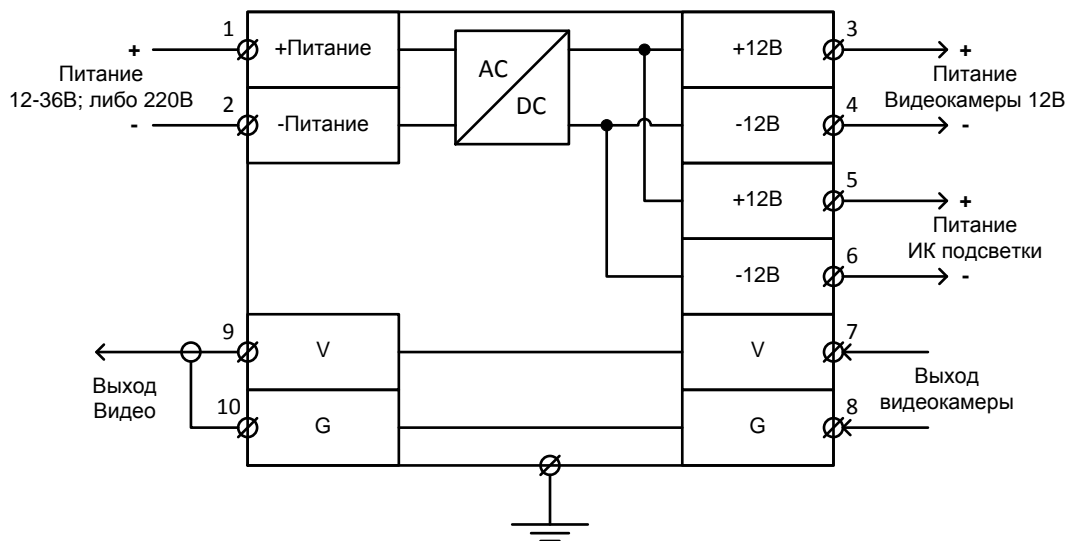 1
+
+Питание
Питание
12-36В; либо 220В
2
-
-Питание
AC
DC
+12В
3
+
Питание
Видеокамеры 12В
-12В
4
-
+12В
5
+
Питание
ИК подсветки
-12В
6
-
9
V
Выход
Видео
10
G
V
7
Выход
видеокамеры
G
8